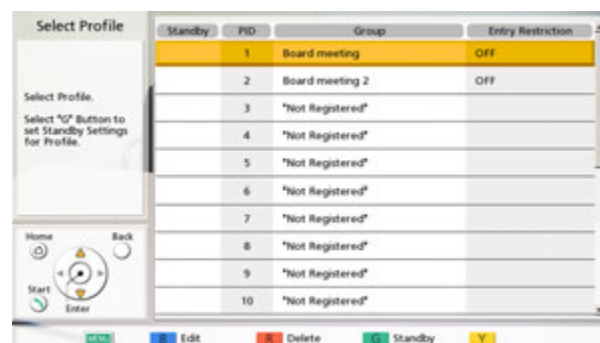 Select Profile
Select Profile.
Select "G" Button to
set Standby Settings
for Profile.
Home
Back
Start
Enter
Standby PID Group Entry Restriction
1 Board meeting OFF
2 Board meeting 2 OFF
3 "Not Registered"
4 "Not Registered"
5 "Not Registered"
6 "Not Registered"
7 "Not Registered"
8 "Not Registered"
9 "Not Registered"
10 "Not Registered"
MENU B Edit R Delete G Standby Y